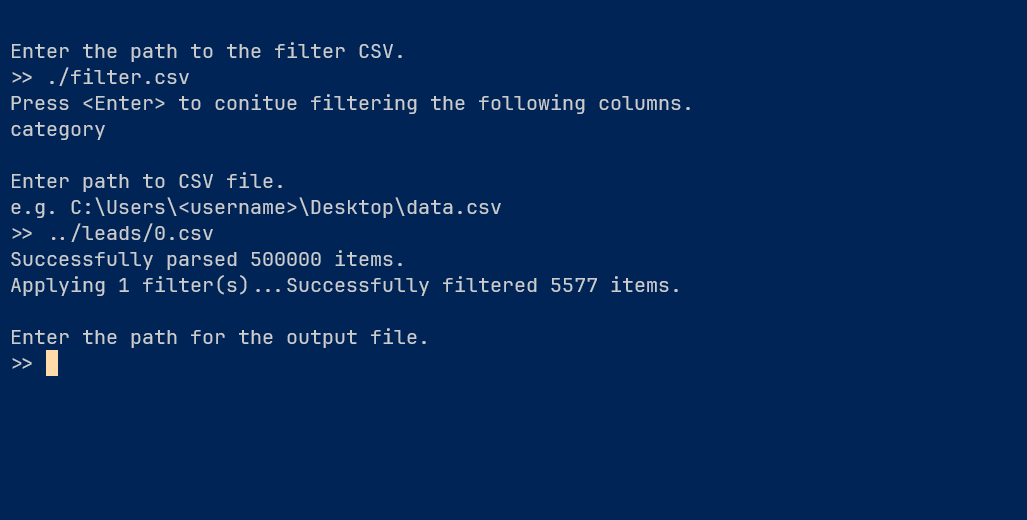 Enter the path to the filter CSV.
>> ./filter.csv
Press <Enter> to conitue filtering the following columns.
category
Enter path to CSV file.
e.g. C:\Users\<username>\Desktop\data.csv
>> ../leads/0.csv
Successfully parsed 500000 items.
Applying 1 filter(s)...Successfully filtered 5577 items.
Enter the path for the output file.
>>